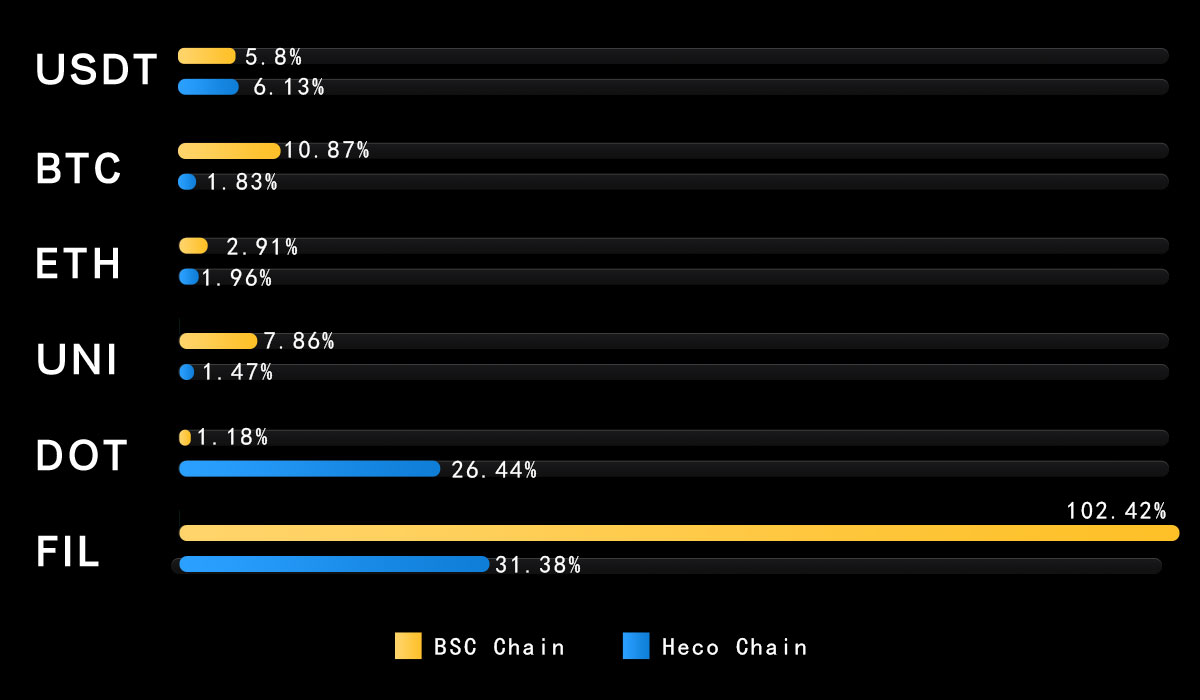 USDT
5.8%
6.13%
BTC
10.87%
1.83%
ETH
2.91%
1.96%
UNI
7.86%
1.47%
DOT
1.18%
26.44%
FIL
102.42%
31.38%
BSC Chain Heco Chain